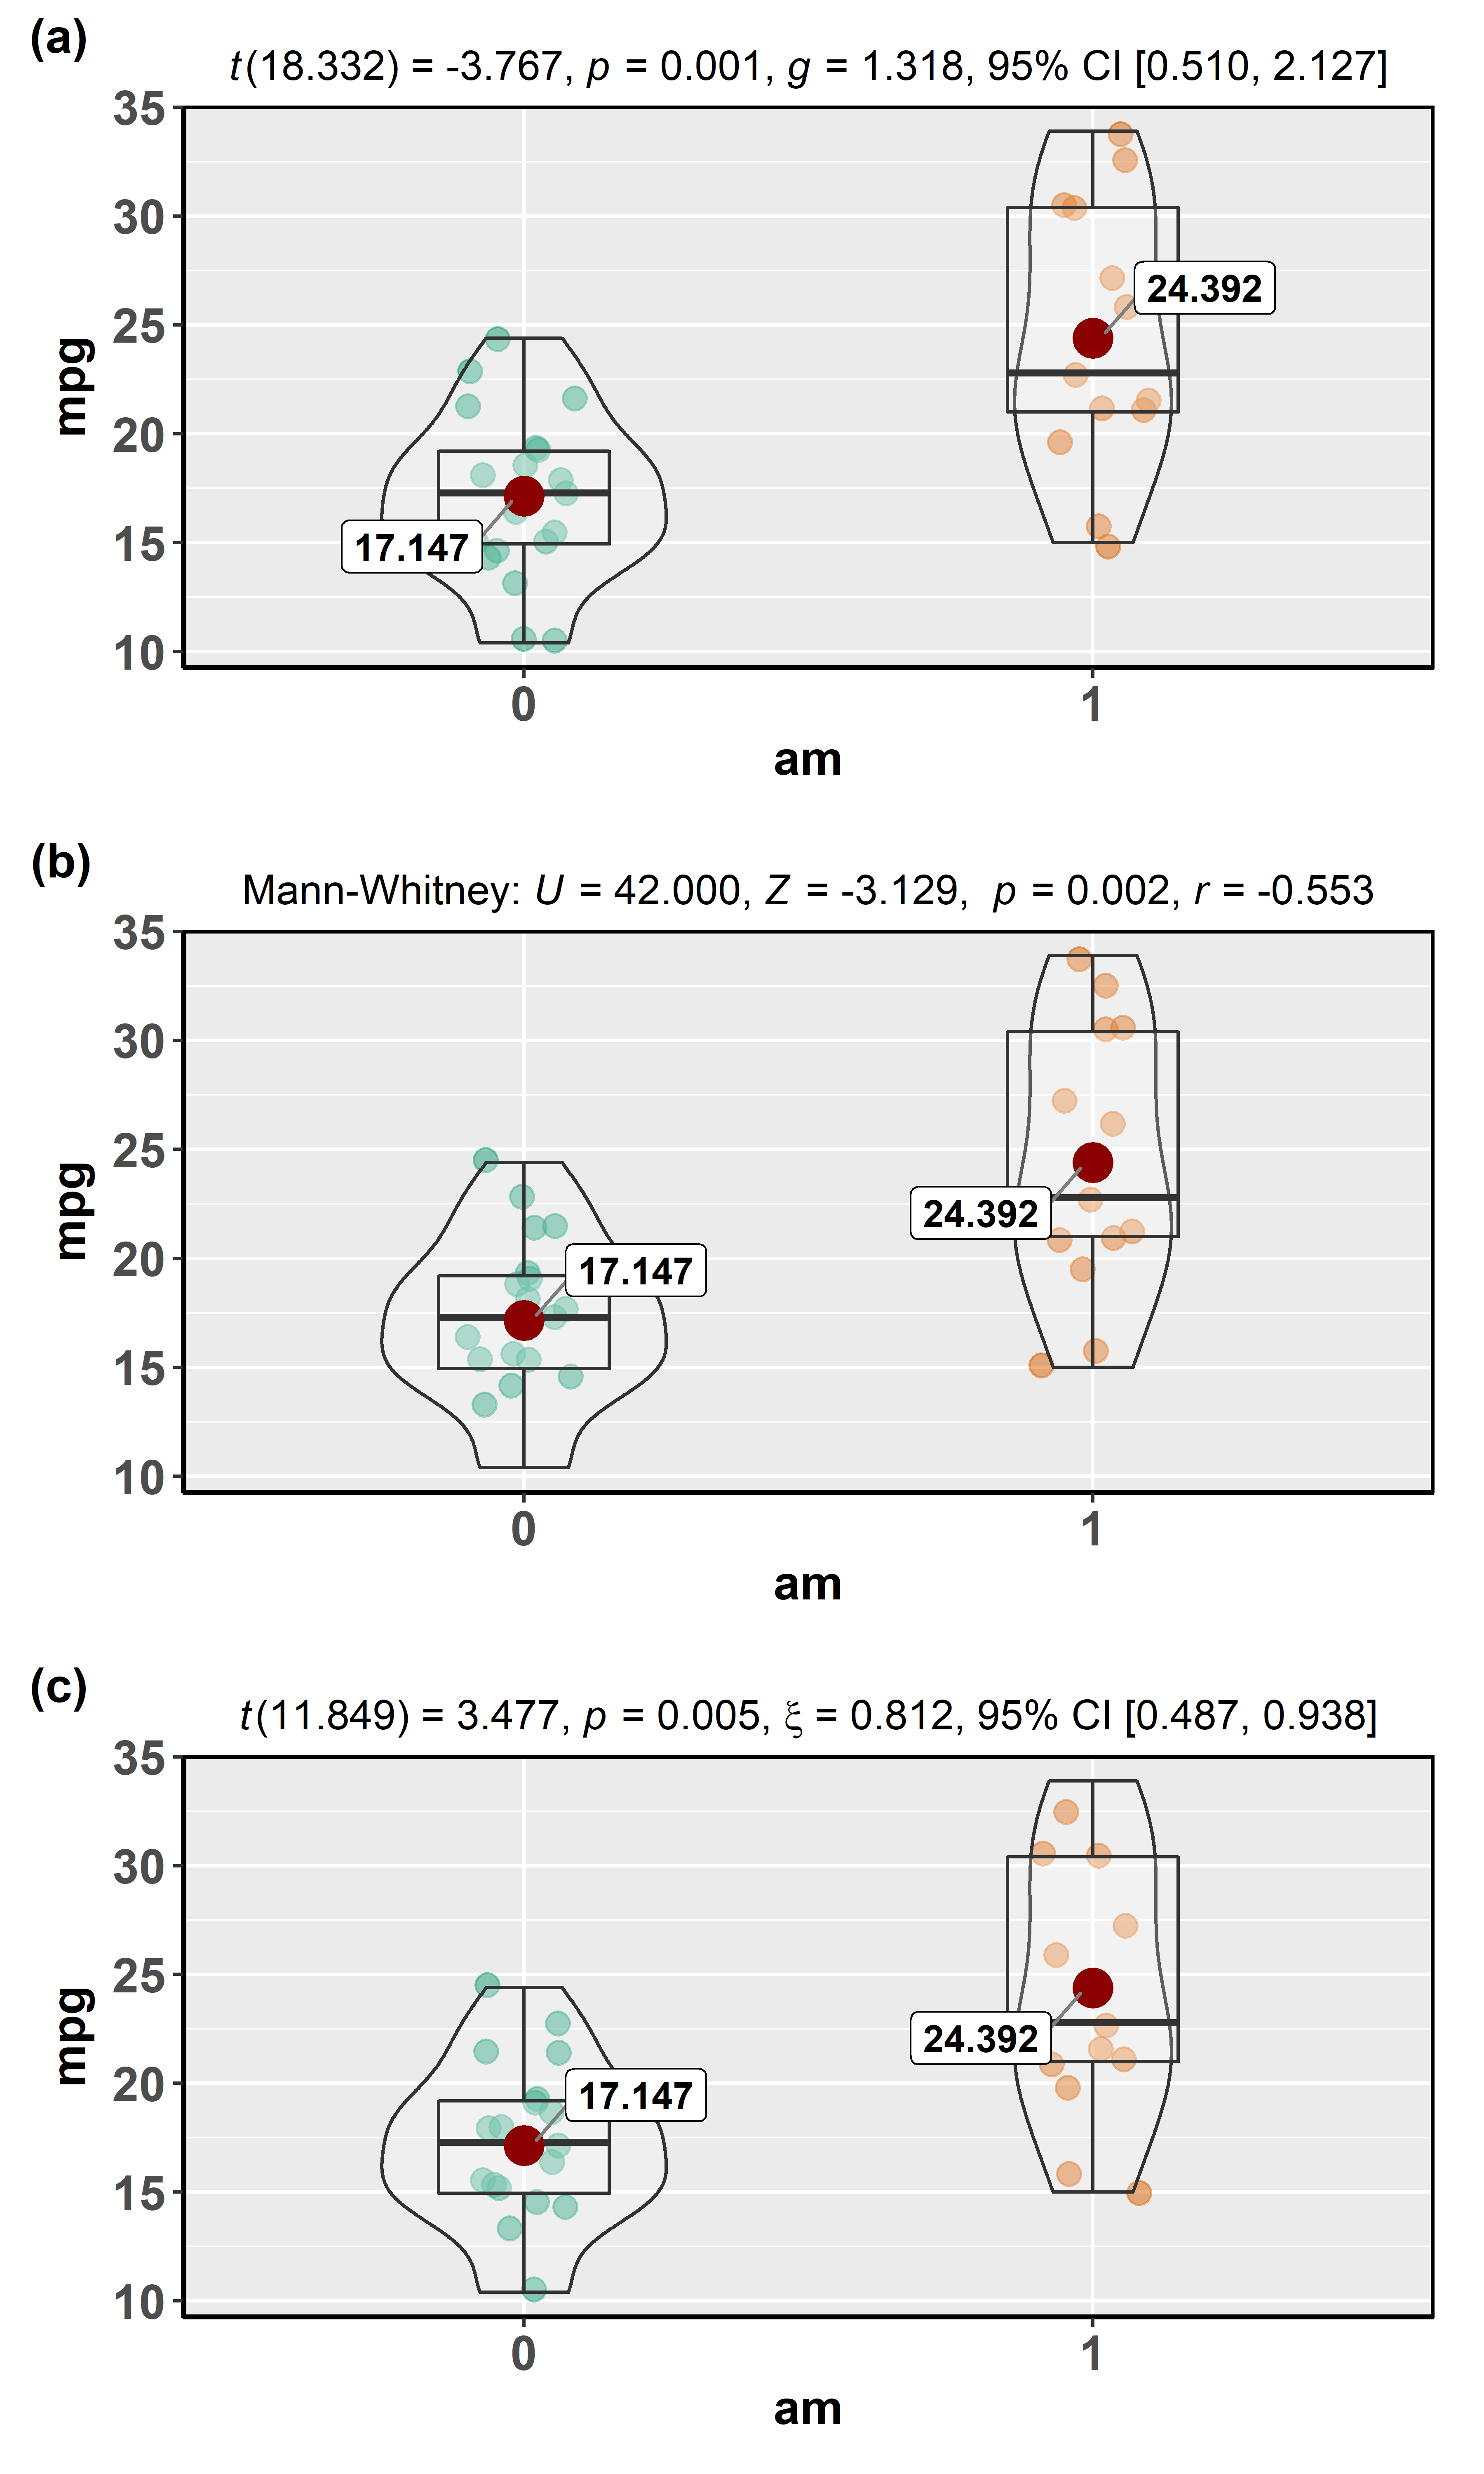 (a)
t(18.332) = -3.767, p = 0.001, g = 1.318, 95% CI [0.510, 2.127]
35
30
25
20
15
10
mpg
24.392
17.147
0 1
am
(b)
Mann-Whitney: U = 42.000, Z = -3.129, p = 0.002, r = -0.553
35
30
25
20
15
10
mpg
24.392
17.147
0 1
am
(c)
t(11.849) = 3.477, p = 0.005, ξ = 0.812, 95% CI [0.487, 0.938]
35
30
25
20
15
10
mpg
24.392
17.147
0 1
am